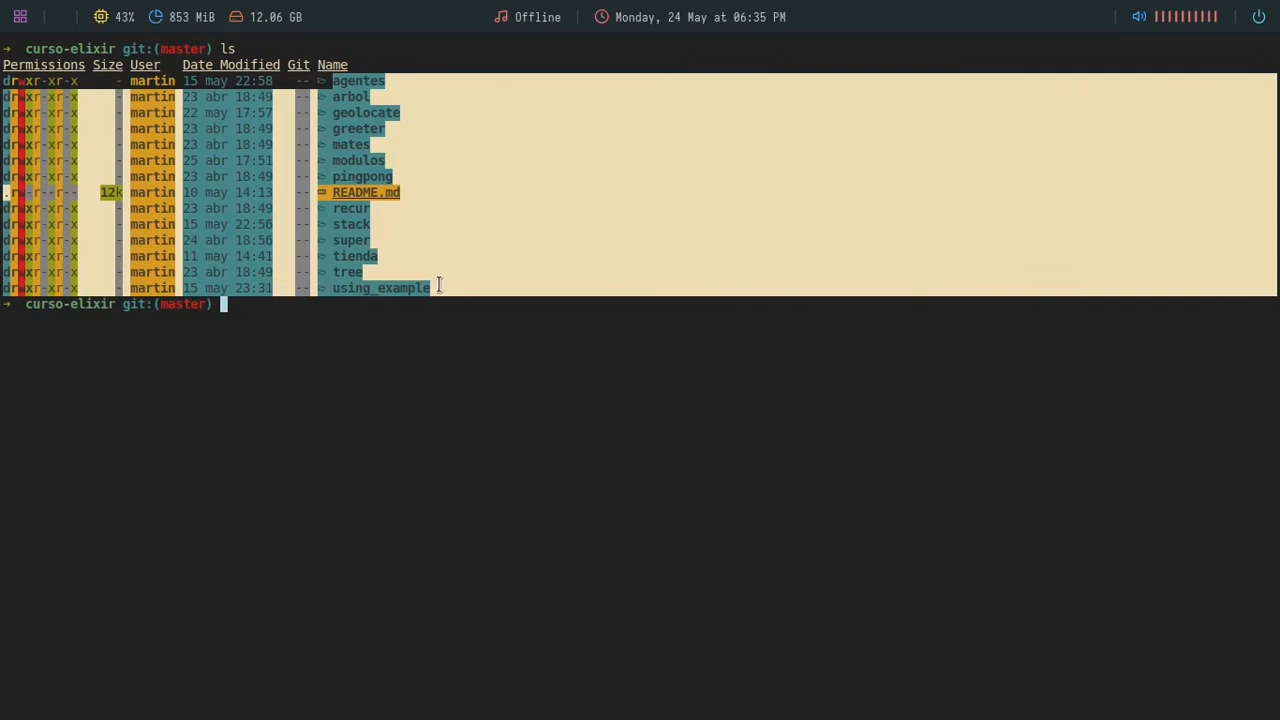 43% 853 MiB 12.06 GB Offline Monday, 24 May at 06:35 PM
→ curso-elixir git:(master) ls
Permissions Size User Date Modified Git Name
drwxr-xr-x - martin 15 may 22:58 -- agentes
drwxr-xr-x - martin 23 abr 18:49 -- arbol
drwxr-xr-x - martin 22 may 17:57 -- geolocate
drwxr-xr-x - martin 23 abr 18:49 -- greeter
drwxr-xr-x - martin 23 abr 18:49 -- mates
drwxr-xr-x - martin 25 abr 17:51 -- modulos
drwxr-xr-x - martin 23 abr 18:49 -- pingpong
.rw-r--r-- 12k martin 10 may 14:13 -- README.md
drwxr-xr-x - martin 23 abr 18:49 -- recur
drwxr-xr-x - martin 15 may 22:56 -- stack
drwxr-xr-x - martin 24 abr 18:56 -- super
drwxr-xr-x - martin 11 may 14:41 -- tienda
drwxr-xr-x - martin 23 abr 18:49 -- tree
drwxr-xr-x - martin 15 may 23:31 -- using_example
→ curso-elixir git:(master)